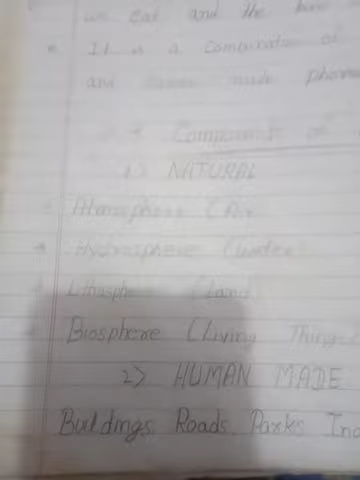 we eat and the
It is a combination of
and made
* Components of
1> NATURAL
Atmosphere (Air
Hydrosphere (water)
Lithosphere (Land
Biosphere (Living Things
2> HUMAN MADE
Buildings Roads Parks Ind